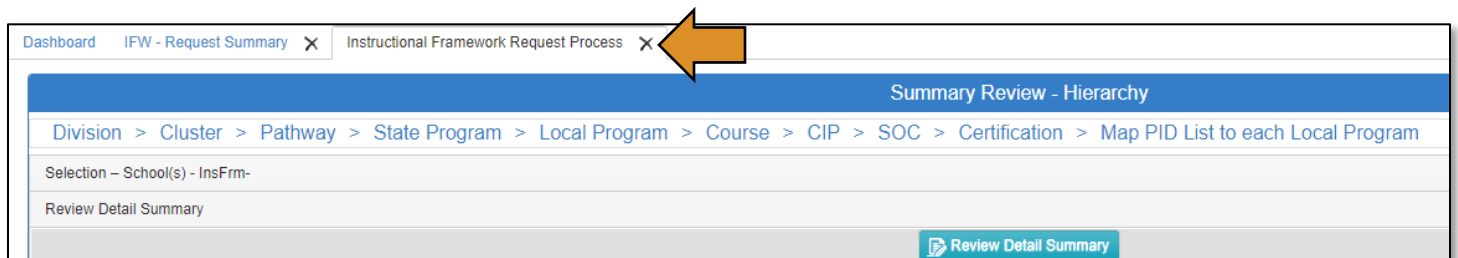 Dashboard IFW - Request Summary X Instructional Framework Request Process X
Summary Review - Hierarchy
Division > Cluster > Pathway > State Program > Local Program > Course > CIP > SOC > Certification > Map PID List to each Local Program
Selection – School(s) - InsFrm-
Review Detail Summary
Review Detail Summary